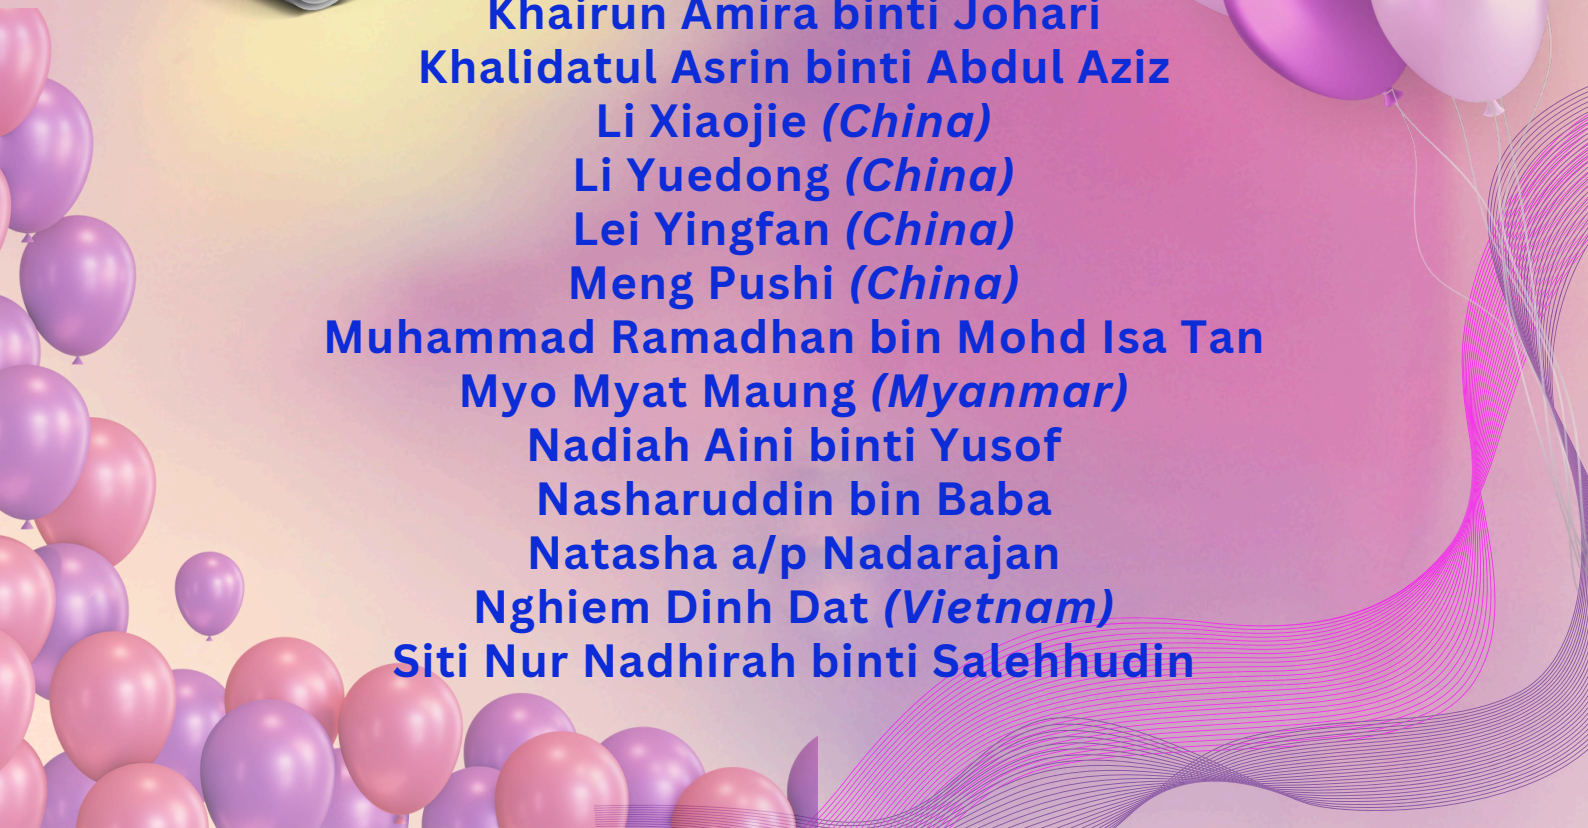 Khairun Amira binti Johari
Khalidatul Asrin binti Abdul Aziz
Li Xiaojie (China)
Li Yuedong (China)
Lei Yingfan (China)
Meng Pushi (China)
Muhammad Ramadhan bin Mohd Isa Tan
Myo Myat Maung (Myanmar)
Nadiah Aini binti Yusof
Nasharuddin bin Baba
Natasha a/p Nadarajan
Nghiem Dinh Dat (Vietnam)
Siti Nur Nadhirah binti Salehhudin